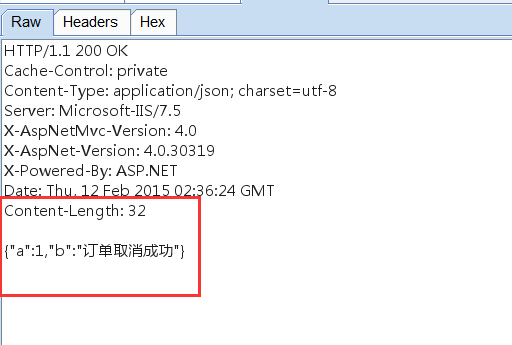 Raw Headers Hex
HTTP/1.1 200 OK
Cache-Control: private
Content-Type: application/json; charset=utf-8
Server: Microsoft-IIS/7.5
X-AspNetMvc-Version: 4.0
X-AspNet-Version: 4.0.30319
X-Powered-By: ASP.NET
Date: Thu, 12 Feb 2015 02:36:24 GMT
Content-Length: 32
{"a":1,"b":"订单取消成功"}